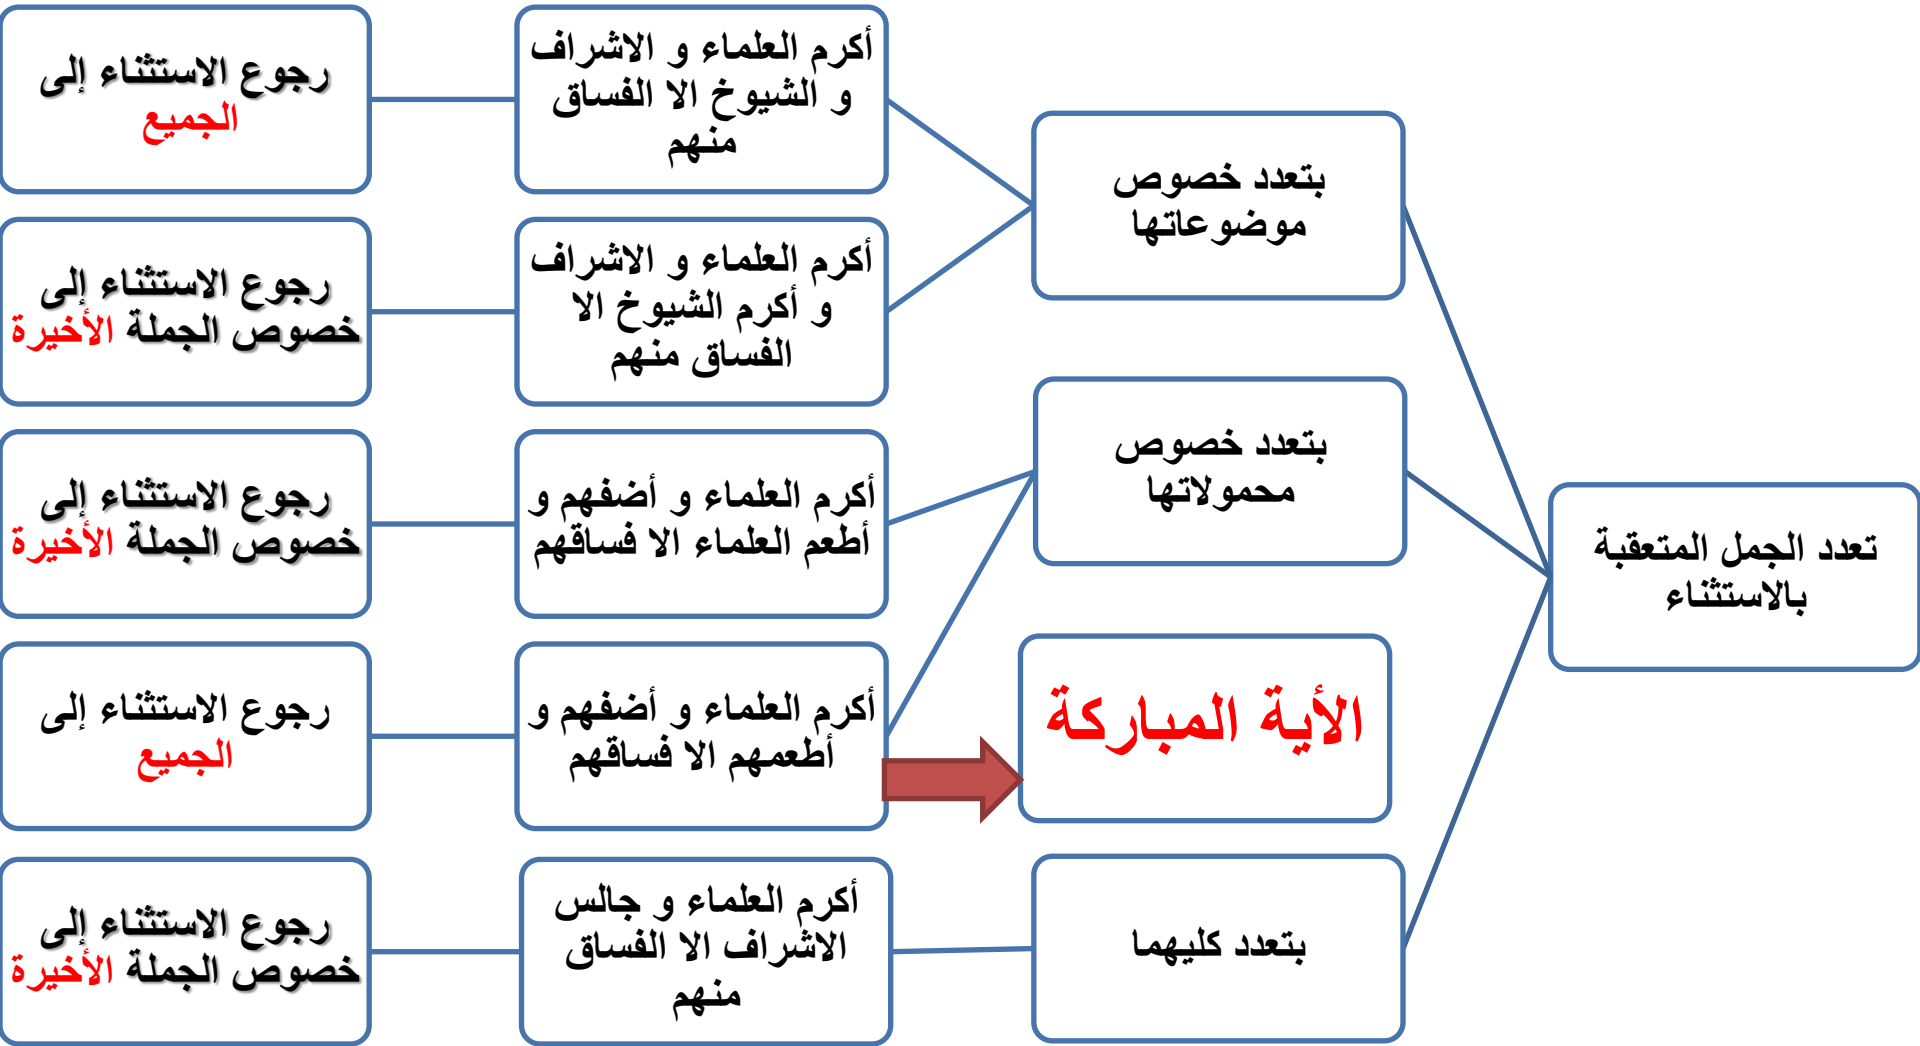 تعدد الجمل المتعقبة
بالاستثناء
بتعدد خصوص
موضوعاتها
أكرم العلماء و الاشراف
و الشيوخ الا الفساق
منهم
رجوع الاستثناء إلى
الجميع
أكرم العلماء و الاشراف
و أكرم الشيوخ الا
الفساق منهم
رجوع الاستثناء إلى
خصوص الجملة الأخيرة
بتعدد خصوص
محمولاتها
أكرم العلماء و أضفهم و
أطعم العلماء الا فساقهم
رجوع الاستثناء إلى
خصوص الجملة الأخيرة
أكرم العلماء و أضفهم و
أطعمهم الا فساقهم
رجوع الاستثناء إلى
الجميع
الأية المباركة
بتعدد كليهما
أكرم العلماء و جالس
الاشراف الا الفساق
منهم
رجوع الاستثناء إلى
خصوص الجملة الأخيرة